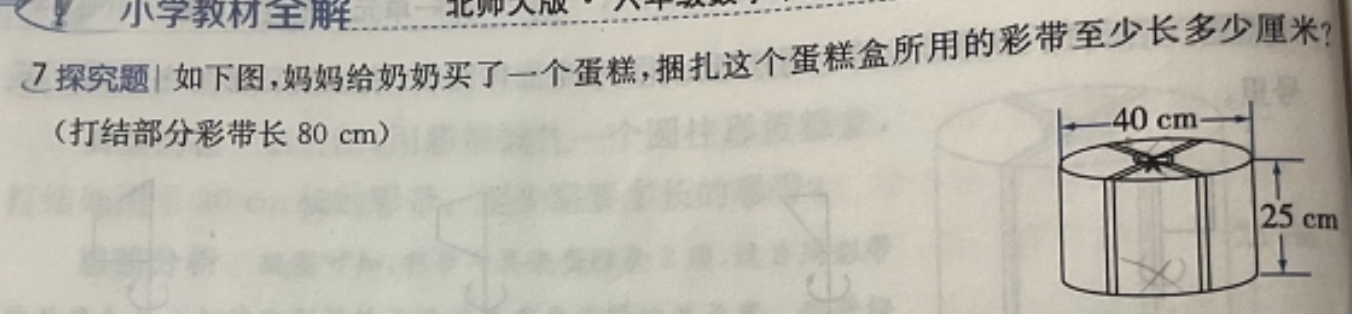 小学教材全解
北师大版·六年级数学
7 探究题 如下图,妈妈给奶奶买了一个蛋糕,捆扎这个蛋糕盒所用的彩带至少长多少厘米?
(打结部分彩带长 80 cm)
40 cm
25 cm